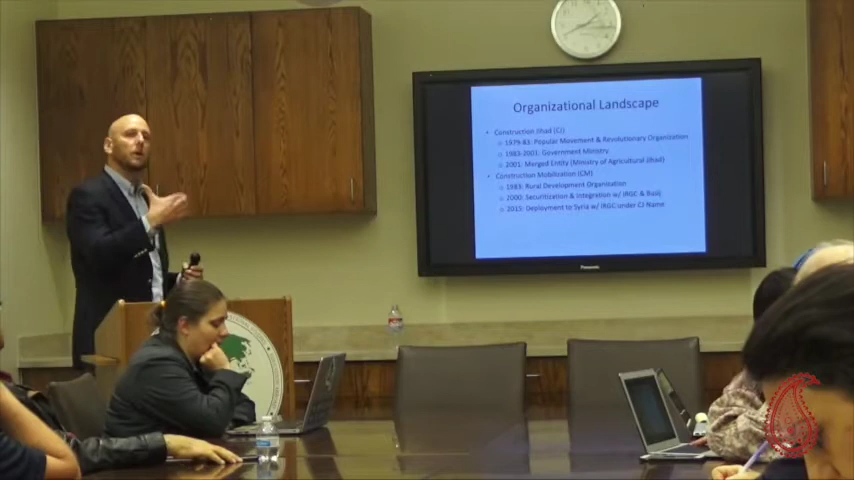 Organizational Landscape
• Construction Jihad (CJ)
1979-83: Popular Movement & Revolutionary Organization
1983-2001: Government Ministry
2001: Merged Entity (Ministry of Agricultural Jihad)
• Construction Mobilization (CM)
1983: Rural Development Organization
2000: Securitization & Integration w/ IRGC & Basij
2015: Deployment to Syria w/ IRGC under CJ Name
Panasonic